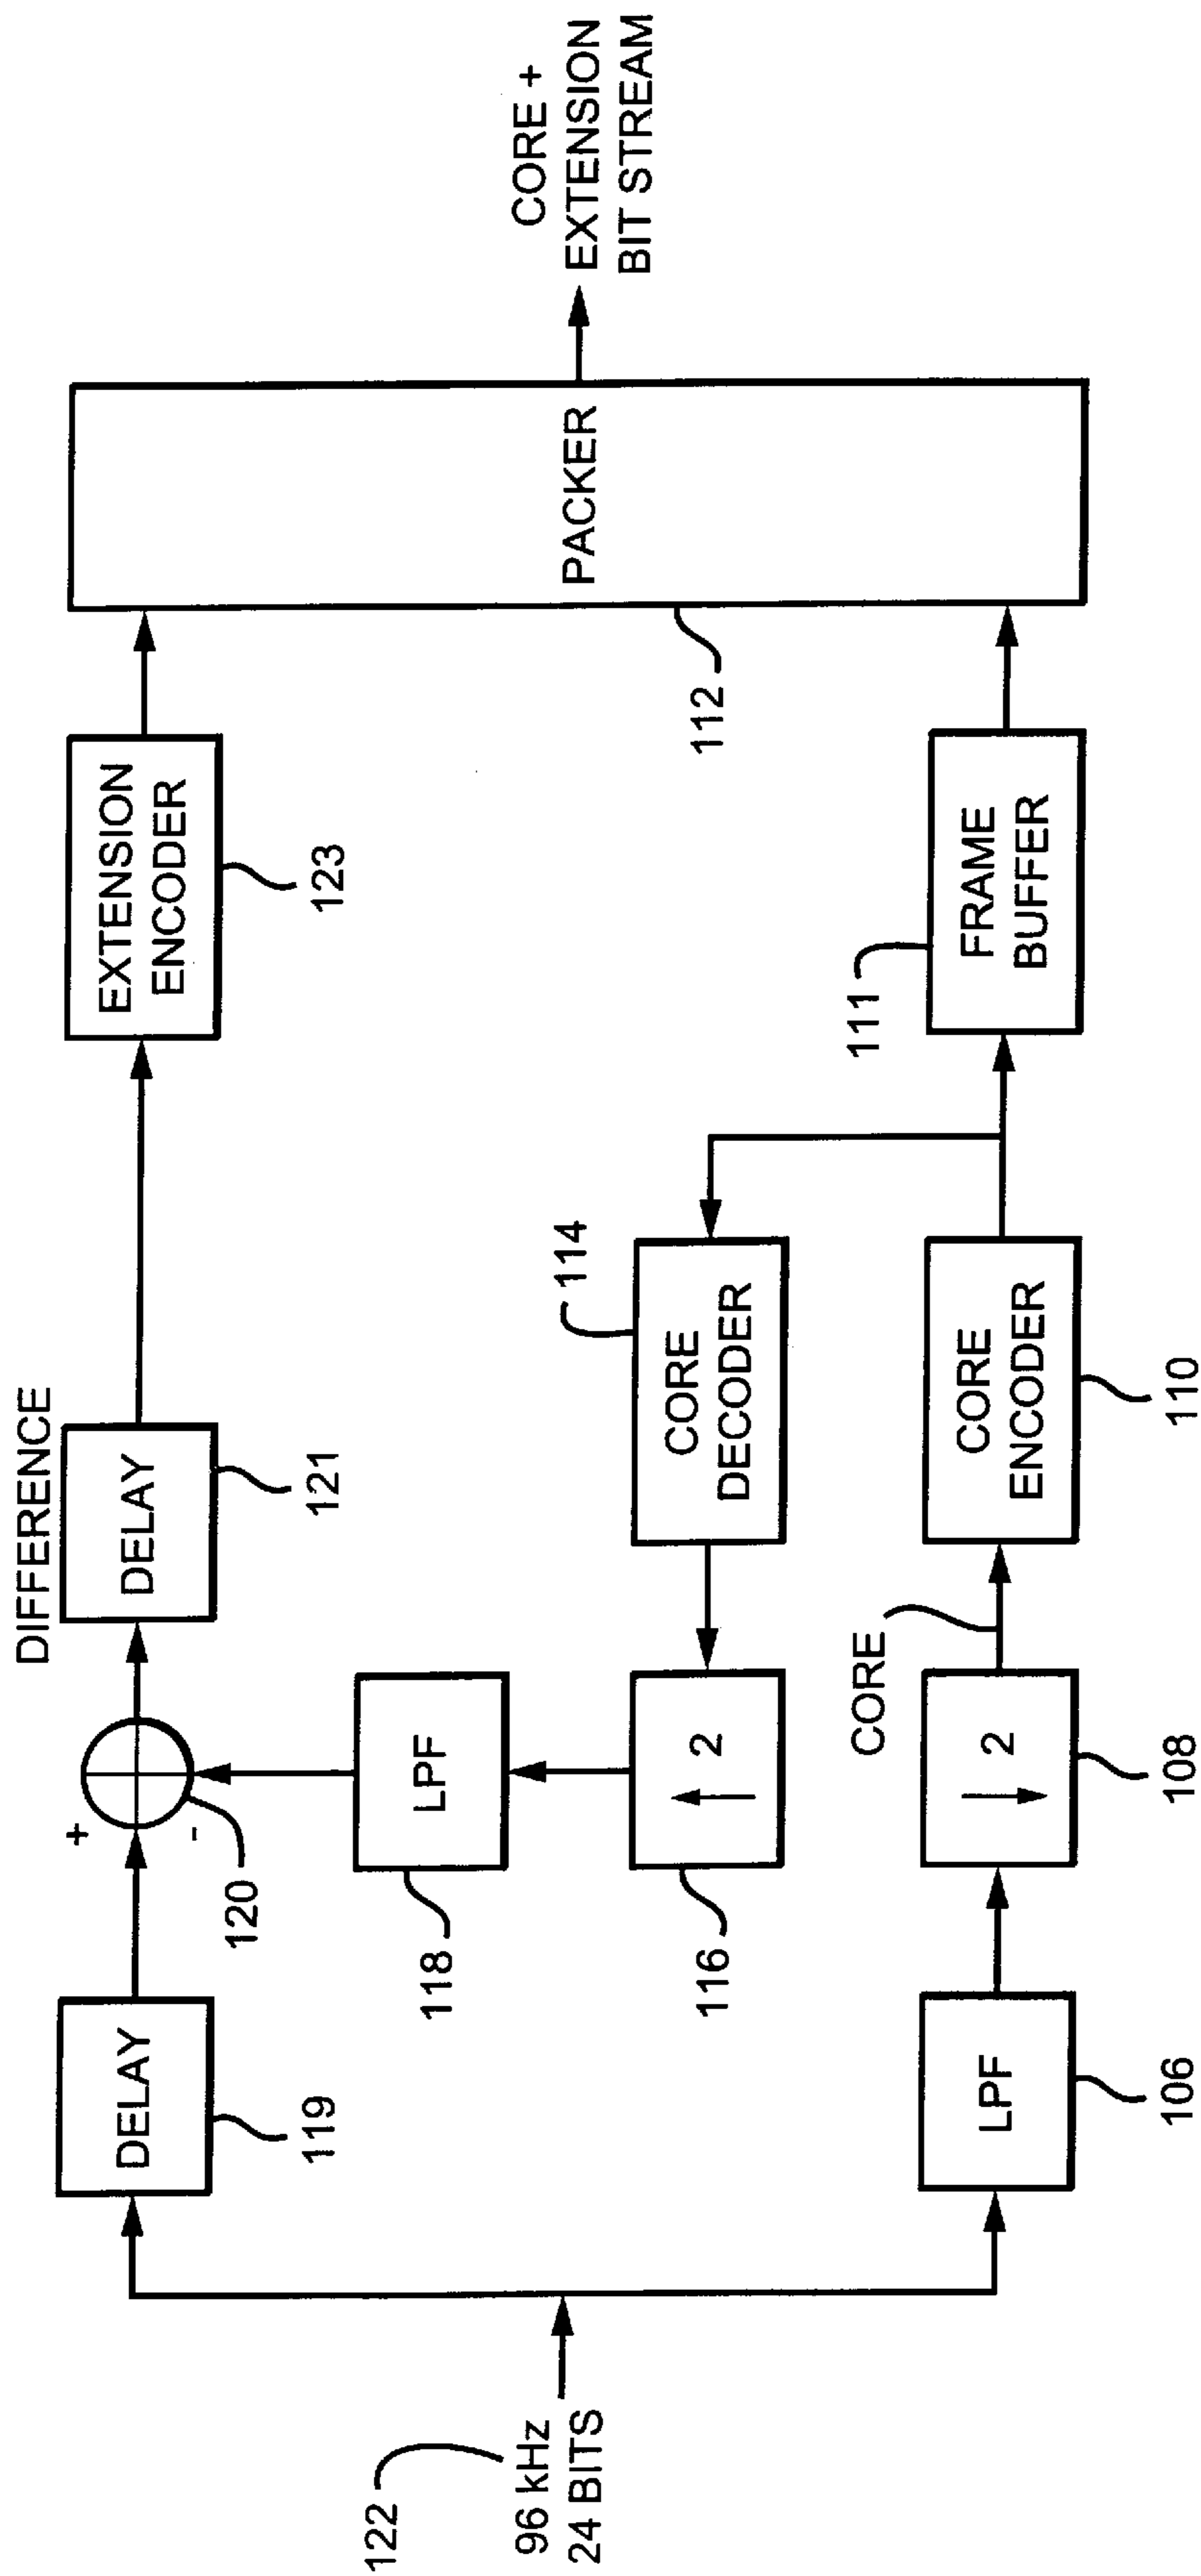 122
96 kHz
24 BITS
DELAY
119
+
-
120
DIFFERENCE
DELAY
121
EXTENSION
ENCODER
123
LPF
118
2
116
CORE
DECODER
114
LPF
106
2
108
CORE
CORE
ENCODER
110
FRAME
BUFFER
111
PACKER
112
CORE +
EXTENSION
BIT STREAM